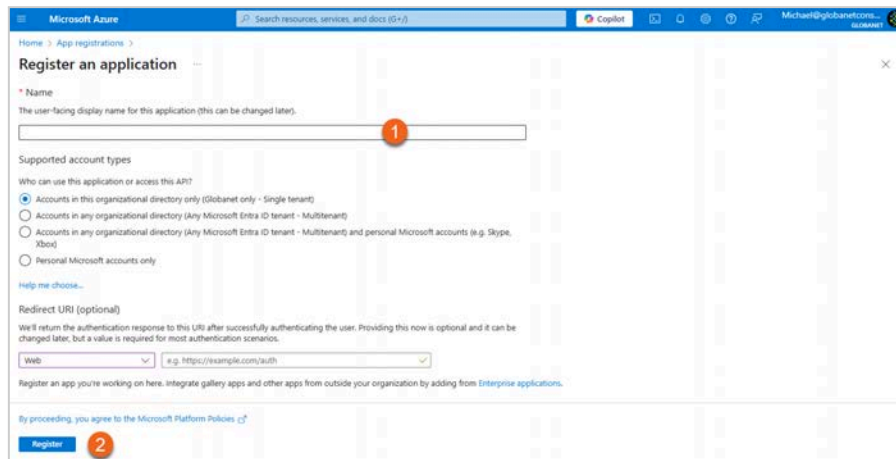 Microsoft Azure
Search resources, services, and docs (G+/)
Copilot
Michael@globanetcons...
GLOBANET
Home > App registrations >
Register an application ...
* Name
The user-facing display name for this application (this can be changed later).
1
Supported account types
Who can use this application or access this API?
Accounts in this organizational directory only (Globanet only - Single tenant)
Accounts in any organizational directory (Any Microsoft Entra ID tenant - Multitenant)
Accounts in any organizational directory (Any Microsoft Entra ID tenant - Multitenant) and personal Microsoft accounts (e.g. Skype,
Xbox)
Personal Microsoft accounts only
Help me choose...
Redirect URI (optional)
We'll return the authentication response to this URI after successfully authenticating the user. Providing this now is optional and it can be
changed later, but a value is required for most authentication scenarios.
Web
e.g. https://example.com/auth
Register an app you're working on here. Integrate gallery apps and other apps from outside your organization by adding from Enterprise applications.
By proceeding, you agree to the Microsoft Platform Policies
Register
2